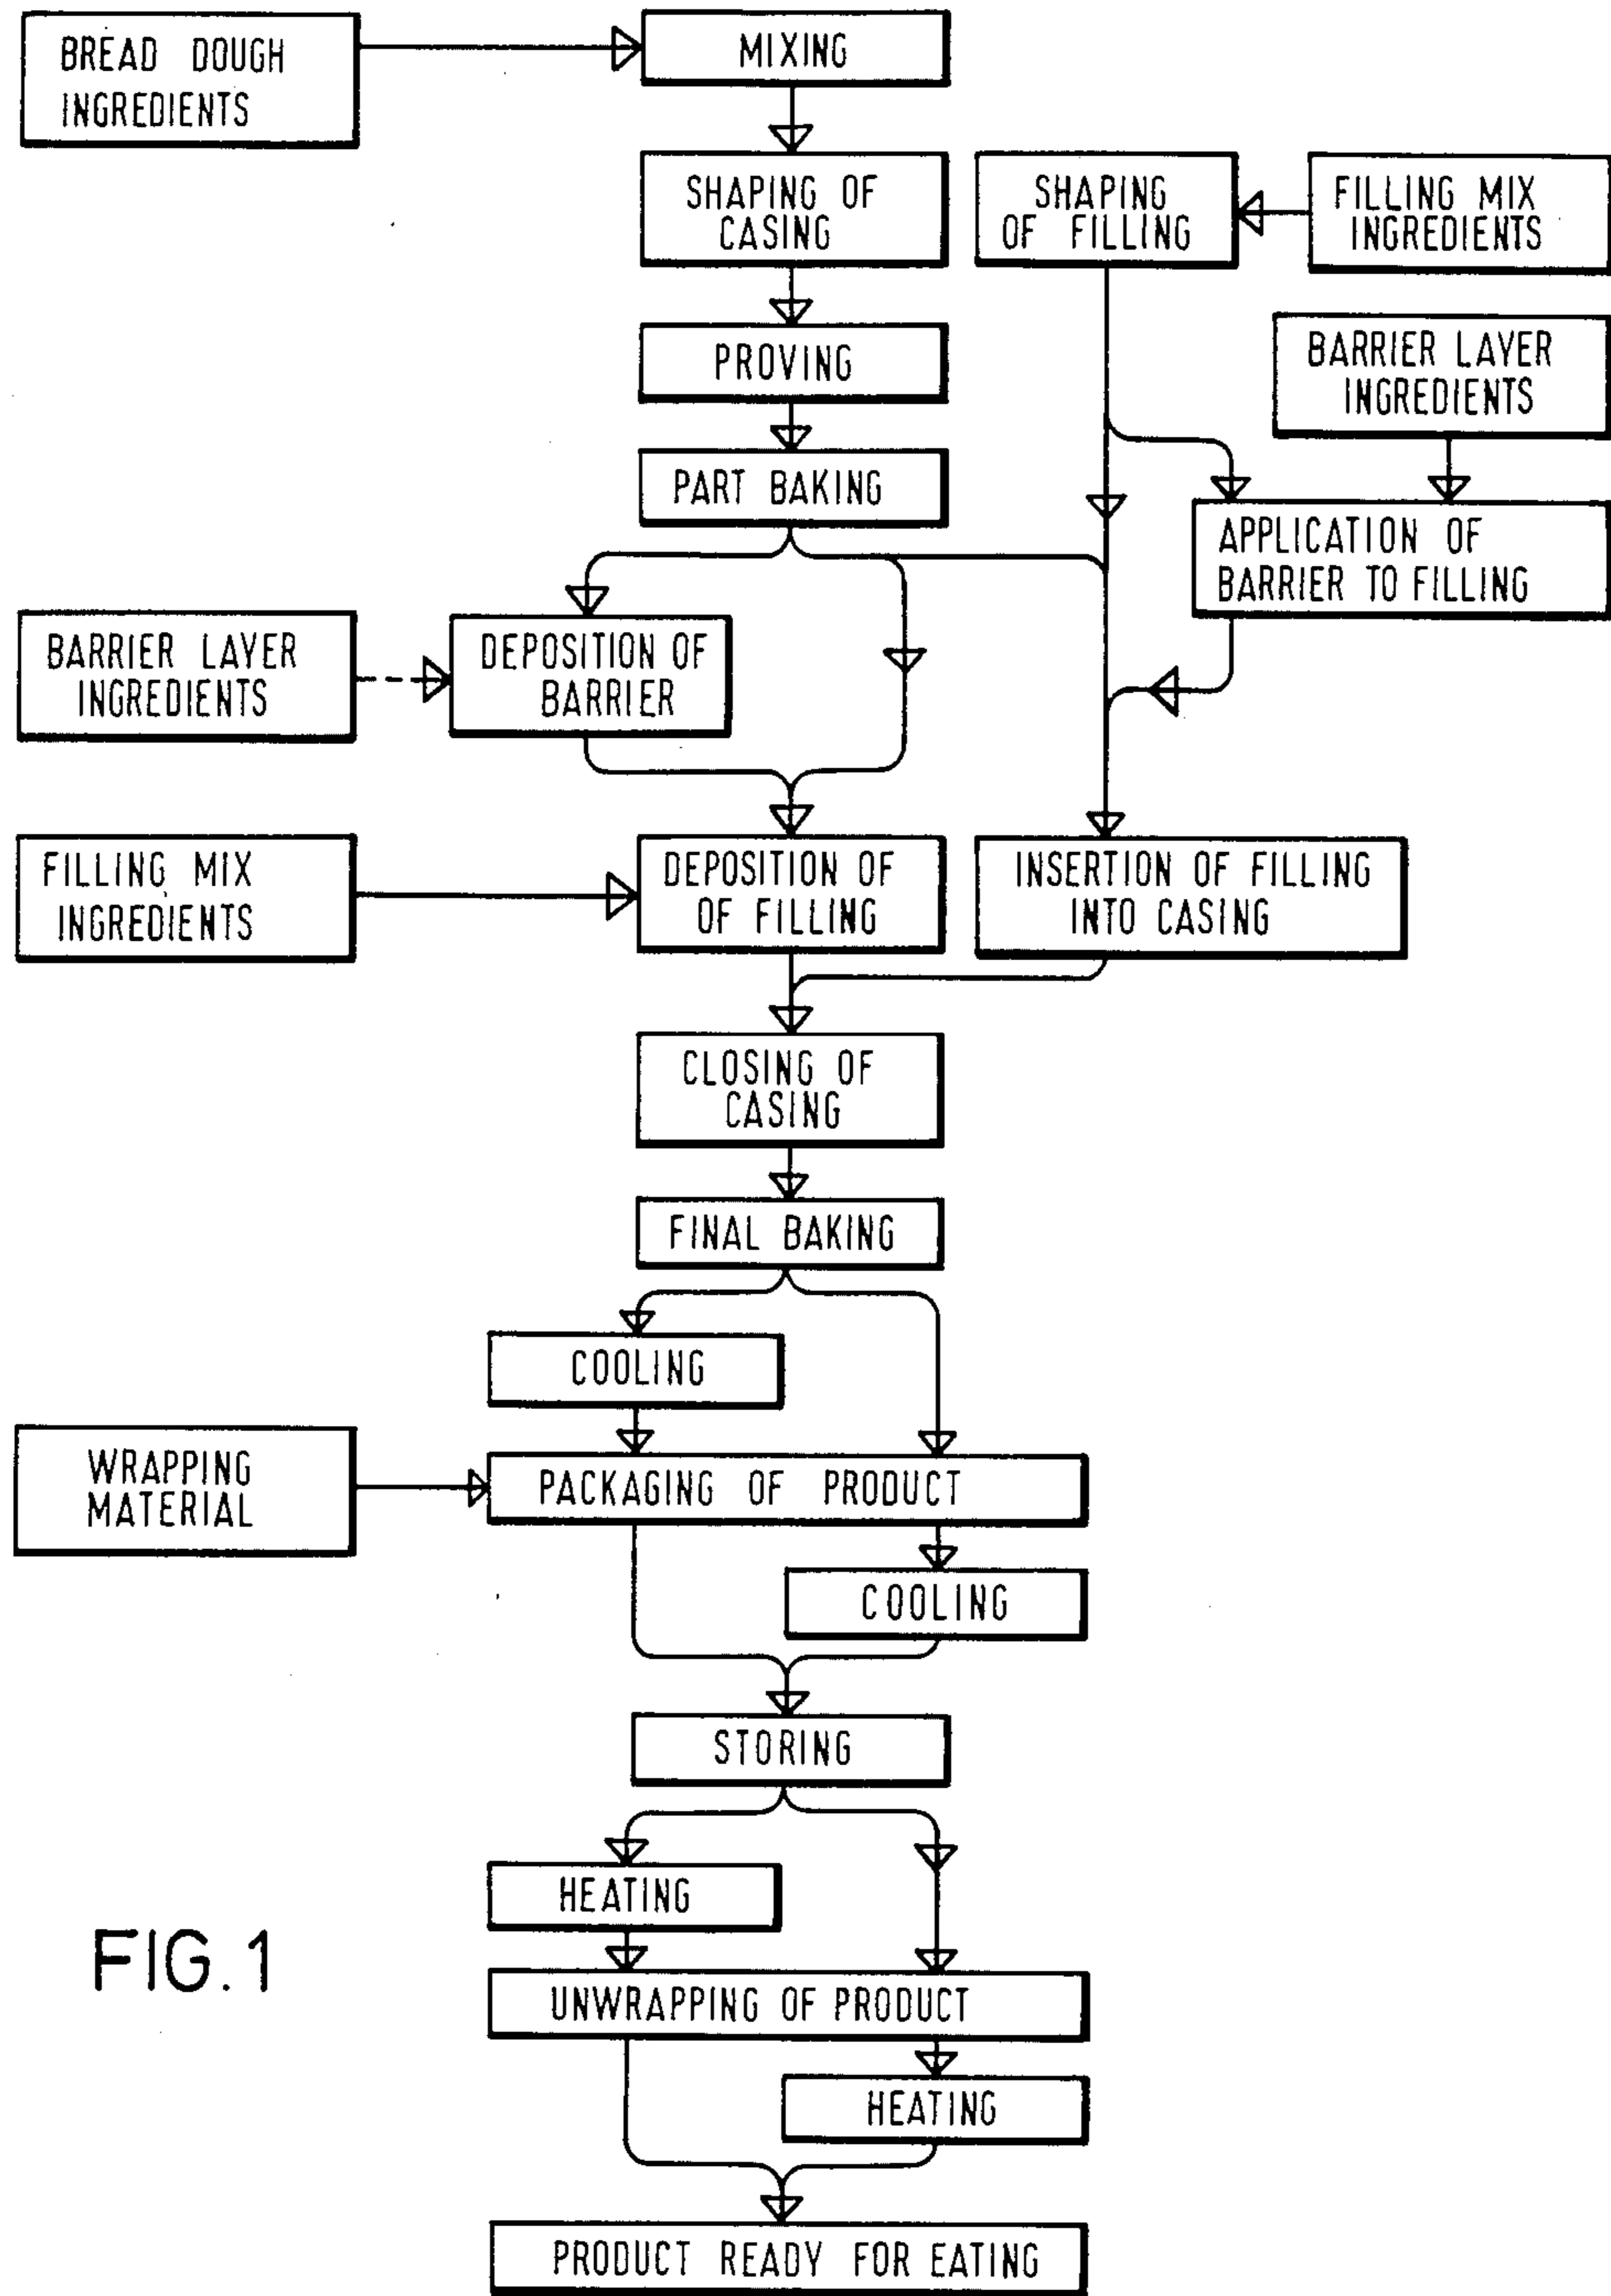 BREAD DOUGH
INGREDIENTS
MIXING
SHAPING OF
CASING
SHAPING
OF FILLING
FILLING MIX
INGREDIENTS
PROVING
BARRIER LAYER
INGREDIENTS
PART BAKING
APPLICATION OF
BARRIER TO FILLING
BARRIER LAYER
INGREDIENTS
DEPOSITION OF
BARRIER
FILLING MIX
INGREDIENTS
DEPOSITION OF
OF FILLING
INSERTION OF FILLING
INTO CASING
CLOSING OF
CASING
FINAL BAKING
COOLING
WRAPPING
MATERIAL
PACKAGING OF PRODUCT
COOLING
STORING
HEATING
FIG. 1
UNWRAPPING OF PRODUCT
HEATING
PRODUCT READY FOR EATING